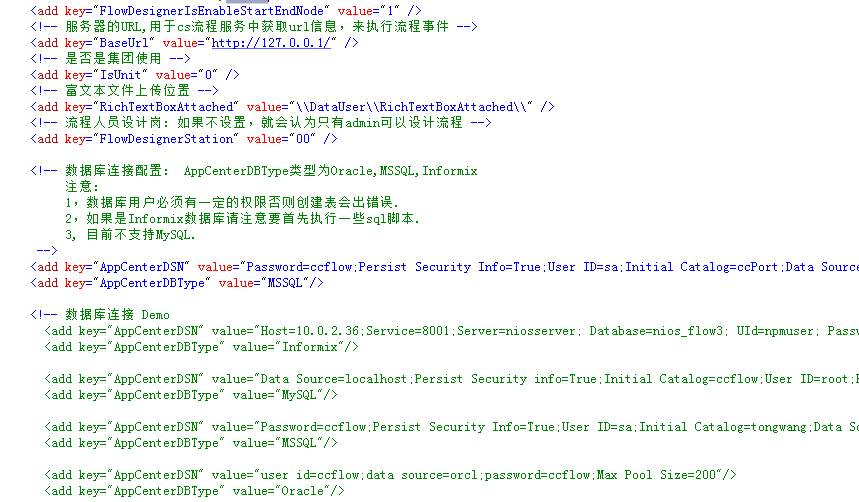 <add key="FlowDesignerIsEnableStartEndNode" value="1" />
<!-- 服务器的URL,用于cs流程服务中获取url信息，来执行流程事件 -->
<add key="BaseUrl" value="http://127.0.0.1/" />
<!-- 是否是集团使用 -->
<add key="IsUnit" value="0" />
<!-- 富文本文件上传位置 -->
<add key="RichTextBoxAttached" value="\\DataUser\\RichTextBoxAttached\\" />
<!-- 流程人员设计岗: 如果不设置，就会认为只有admin可以设计流程 -->
<add key="FlowDesignerStation" value="00" />
<!-- 数据库连接配置: AppCenterDBType类型为Oracle,MSSQL,Informix
注意:
1，数据库用户必须有一定的权限否则创建表会出错误.
2，如果是Informix数据库请注意要首先执行一些sql脚本.
3, 目前不支持MySQL.
-->
<add key="AppCenterDSN" value="Password=ccflow;Persist Security Info=True;User ID=sa;Initial Catalog=ccPort;Data Source
<add key="AppCenterDBType" value="MSSQL"/>
<!-- 数据库连接 Demo
<add key="AppCenterDSN" value="Host=10.0.2.36;Service=8001;Server=niosserver; Database=nios_flow3; UId=npmuser; Passw
<add key="AppCenterDBType" value="Informix"/>
<add key="AppCenterDSN" value="Data Source=localhost;Persist Security info=True;Initial Catalog=ccflow;User ID=root;
<add key="AppCenterDBType" value="MySQL"/>
<add key="AppCenterDSN" value="Password=ccflow;Persist Security Info=True;User ID=sa;Initial Catalog=tongwang;Data So
<add key="AppCenterDBType" value="MSSQL"/>
<add key="AppCenterDSN" value="user id=ccflow;data source=orcl;password=ccflow;Max Pool Size=200"/>
<add key="AppCenterDBType" value="Oracle"/>